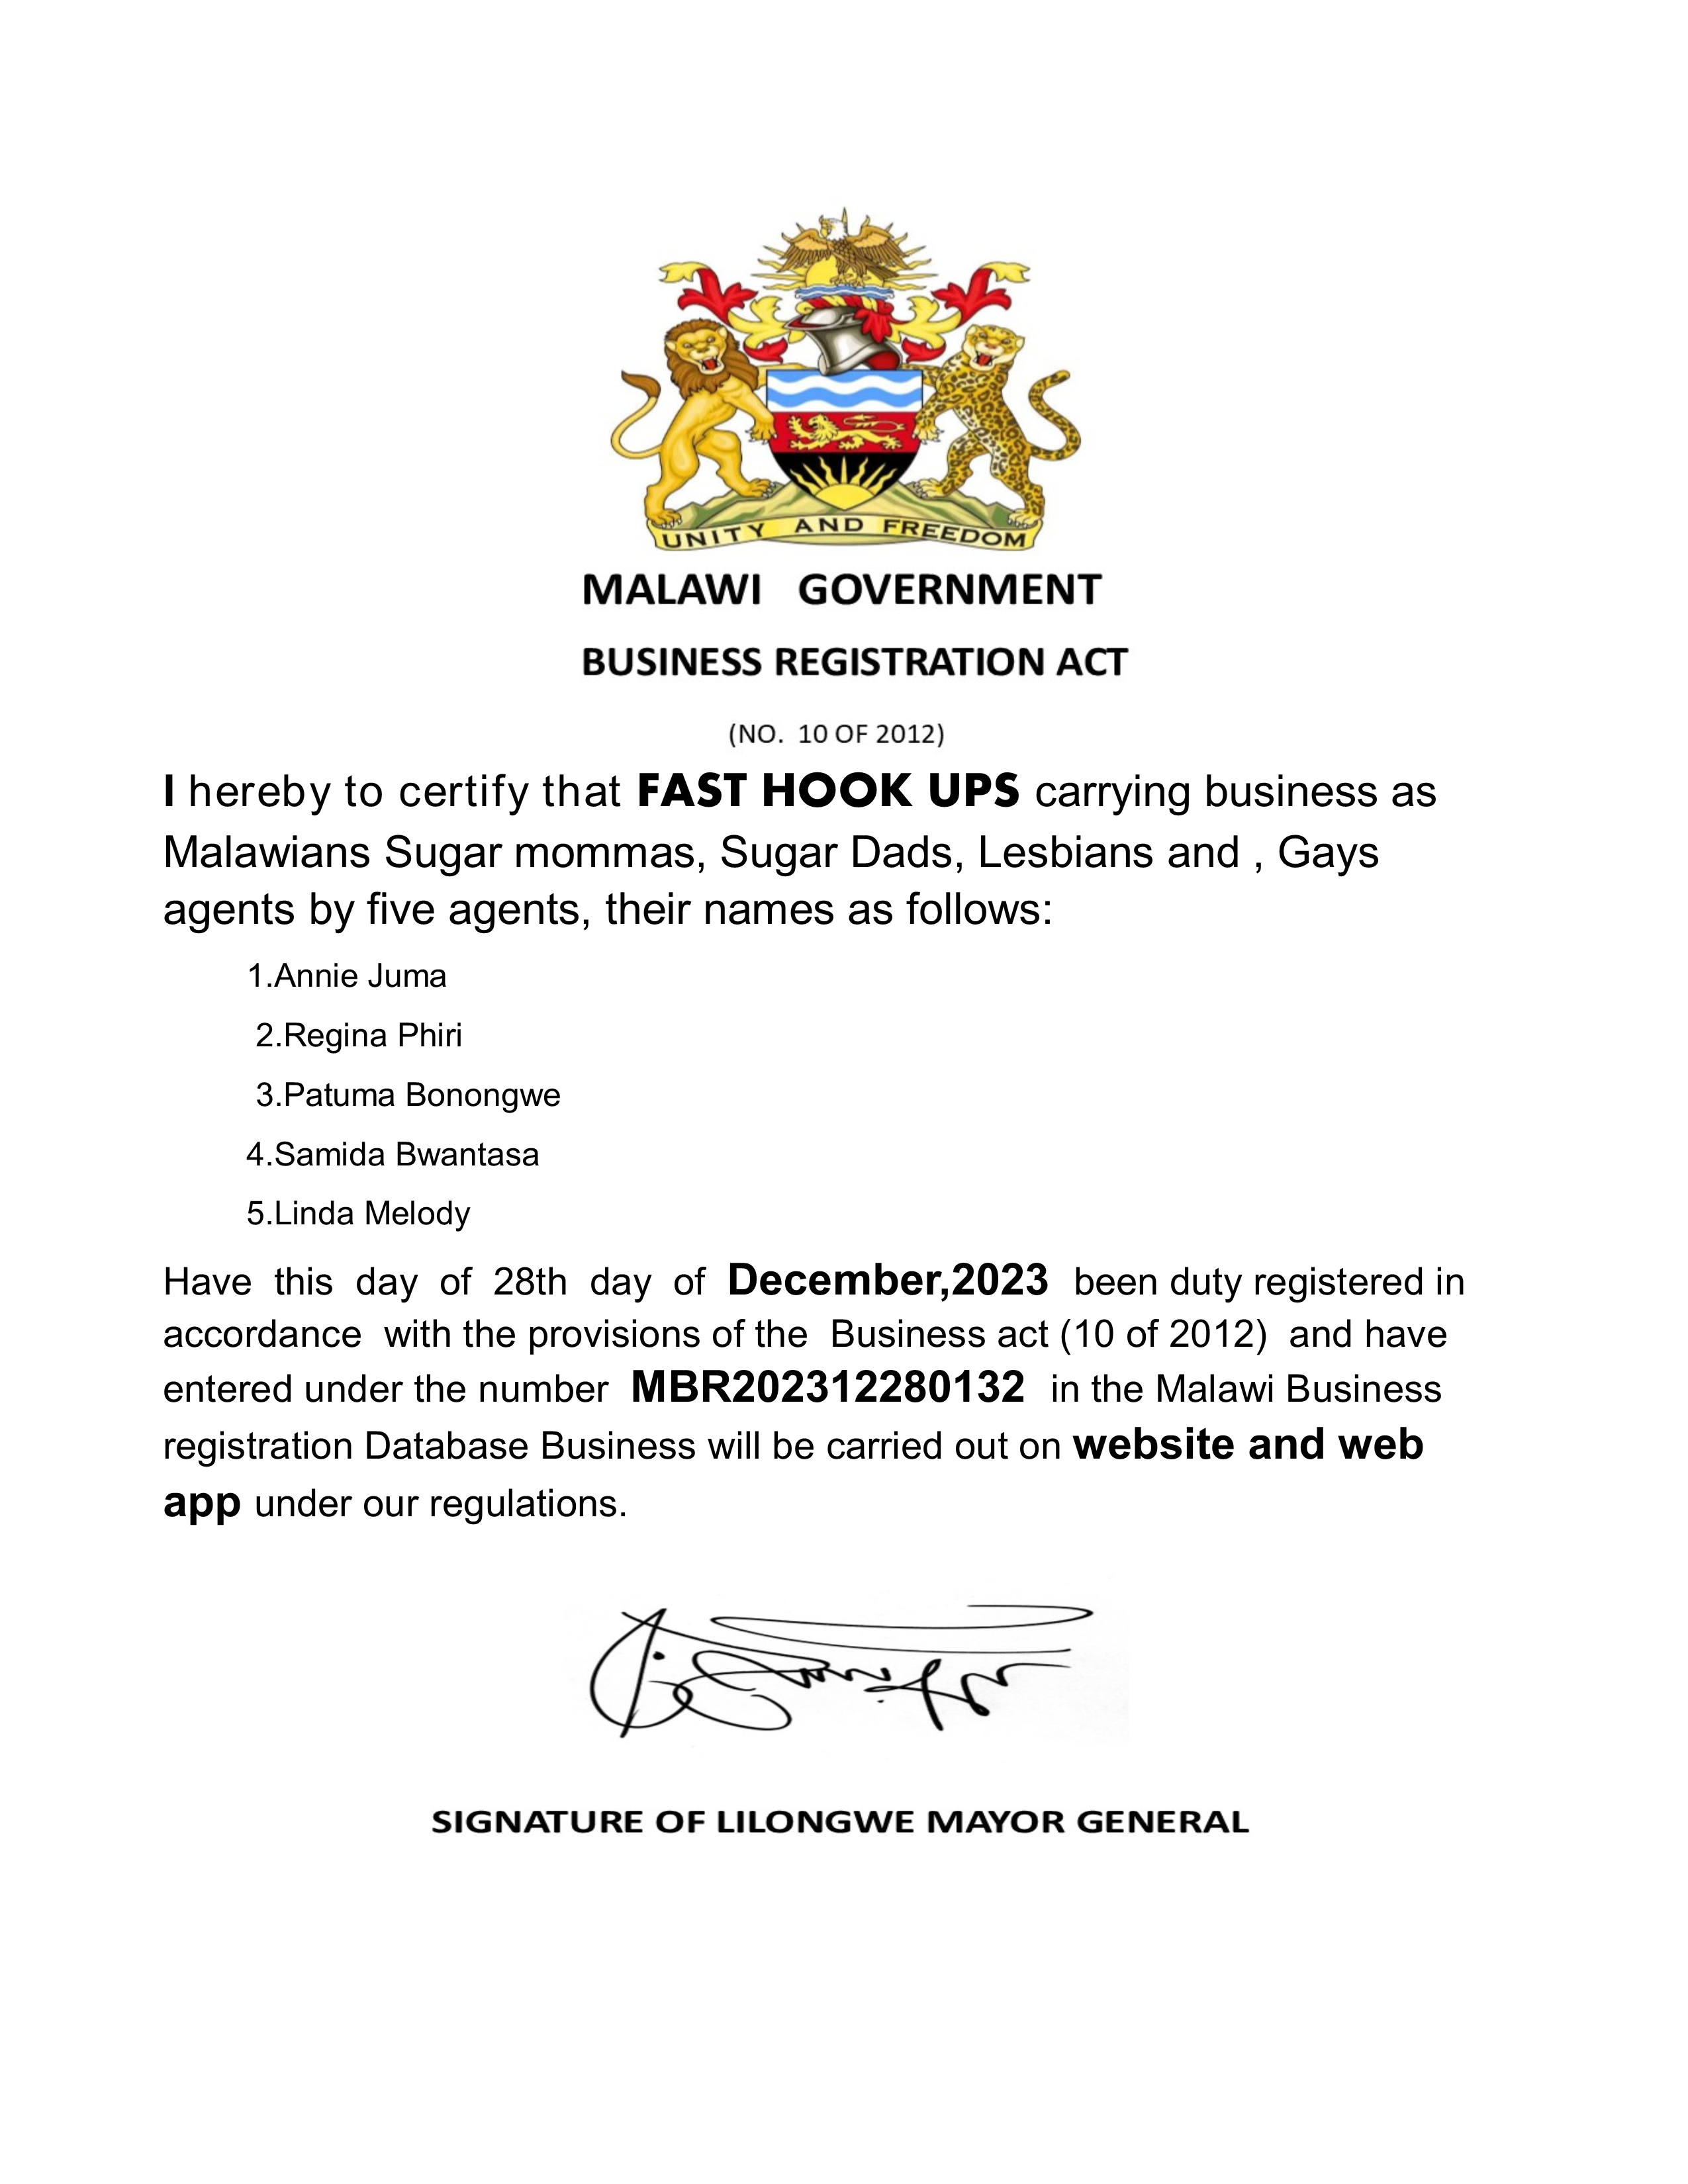 UNITY AND FREEDOM
MALAWI GOVERNMENT
BUSINESS REGISTRATION ACT
(NO. 10 OF 2012)
I hereby to certify that FAST HOOK UPS carrying business as
Malawians Sugar mommas, Sugar Dads, Lesbians and , Gays
agents by five agents, their names as follows:
1.Annie Juma
2.Regina Phiri
3.Patuma Bonongwe
4.Samida Bwantasa
5.Linda Melody
Have this day of 28th day of December,2023 been duty registered in
accordance with the provisions of the Business act (10 of 2012) and have
entered under the number MBR202312280132 in the Malawi Business
registration Database Business will be carried out on website and web
app under our regulations.
SIGNATURE OF LILONGWE MAYOR GENERAL